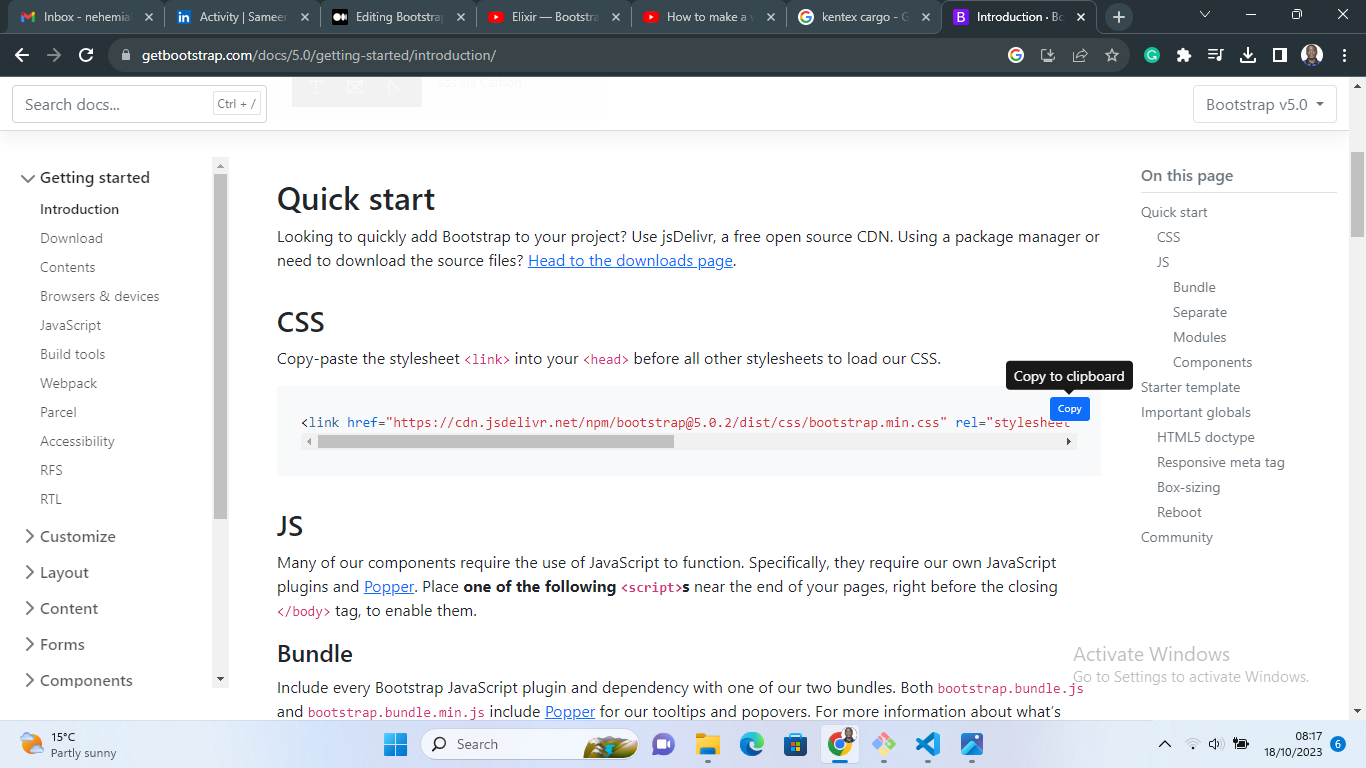 Inbox - nehemia
Activity | Sameer
Editing Bootstrap
Elixir — Bootstra
How to make a v
kentex cargo - G
Introduction · Bo
getbootstrap.com/docs/5.0/getting-started/introduction/
Search docs...
Ctrl + /
Bootstrap v5.0
Getting started
Introduction
Download
Contents
Browsers & devices
JavaScript
Build tools
Webpack
Parcel
Accessibility
RFS
RTL
Customize
Layout
Content
Forms
Components
Quick start
Looking to quickly add Bootstrap to your project? Use jsDelivr, a free open source CDN. Using a package manager or
need to download the source files? Head to the downloads page.
CSS
Copy-paste the stylesheet <link> into your <head> before all other stylesheets to load our CSS.
Copy to clipboard
Copy
<link href="https://cdn.jsdelivr.net/npm/bootstrap@5.0.2/dist/css/bootstrap.min.css" rel="stylesheet
JS
Many of our components require the use of JavaScript to function. Specifically, they require our own JavaScript
plugins and Popper. Place one of the following <script>s near the end of your pages, right before the closing
</body> tag, to enable them.
Bundle
Include every Bootstrap JavaScript plugin and dependency with one of our two bundles. Both bootstrap.bundle.js
and bootstrap.bundle.min.js include Popper for our tooltips and popovers. For more information about what's
On this page
Quick start
CSS
JS
Bundle
Separate
Modules
Components
Starter template
Important globals
HTML5 doctype
Responsive meta tag
Box-sizing
Reboot
Community
Activate Windows
Go to Settings to activate Windows.
15°C
Partly sunny
Search
08:17
18/10/2023
6